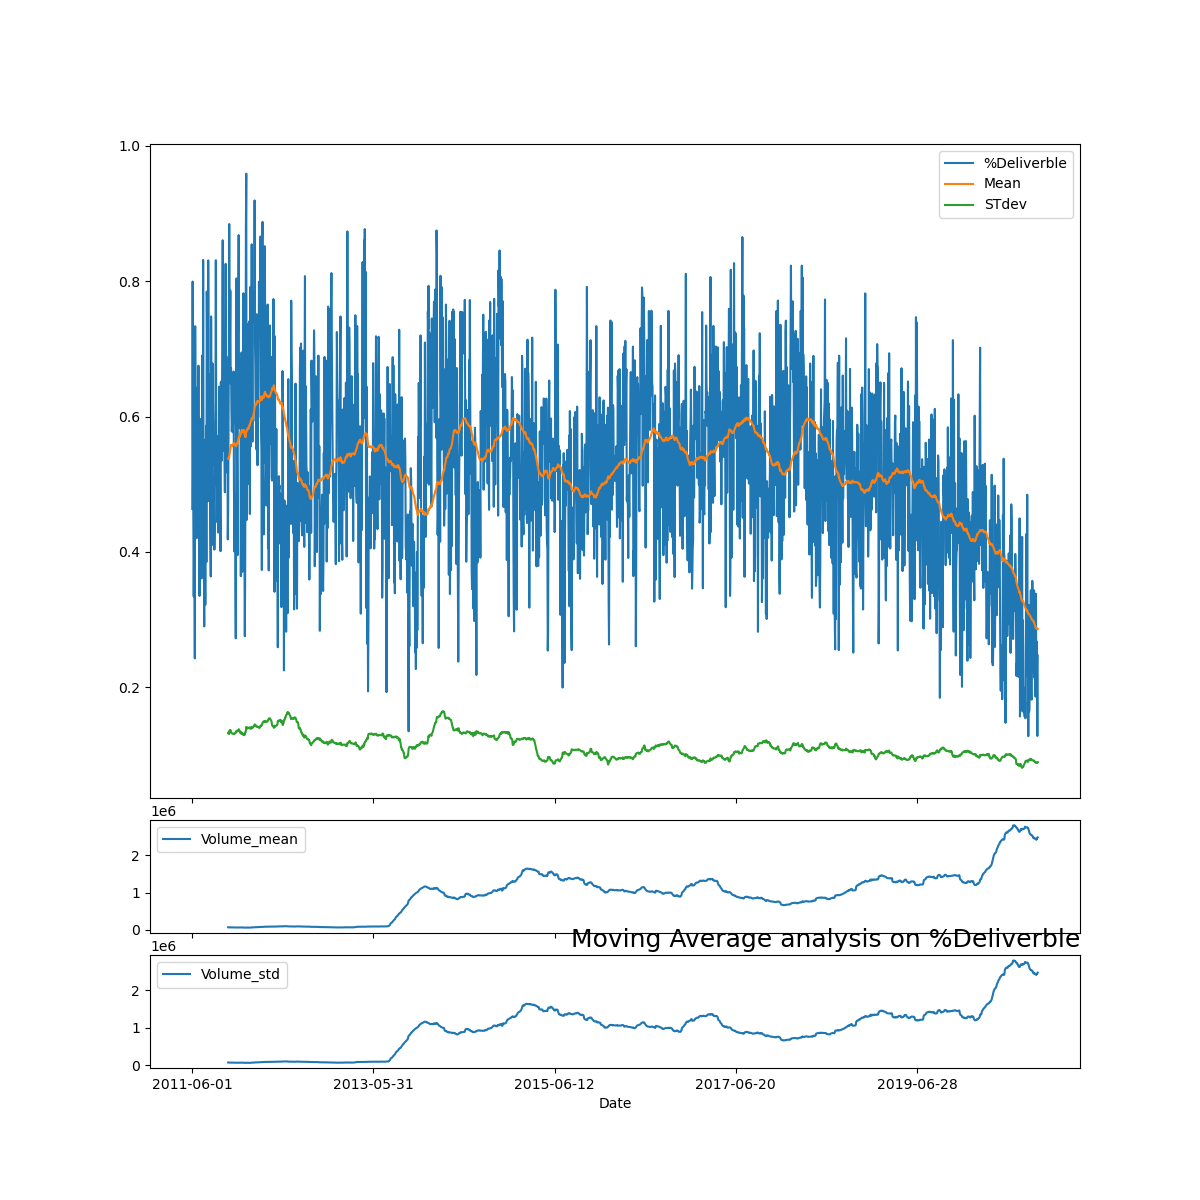 1.0
%Deliverble
Mean
STdev
0.8
0.6
0.4
0.2
1e6
Volume_mean
2
1
0
1e6
Moving Average analysis on %Deliverble
Volume_std
2
1
0
2011-06-01 2013-05-31 2015-06-12 2017-06-20 2019-06-28
Date